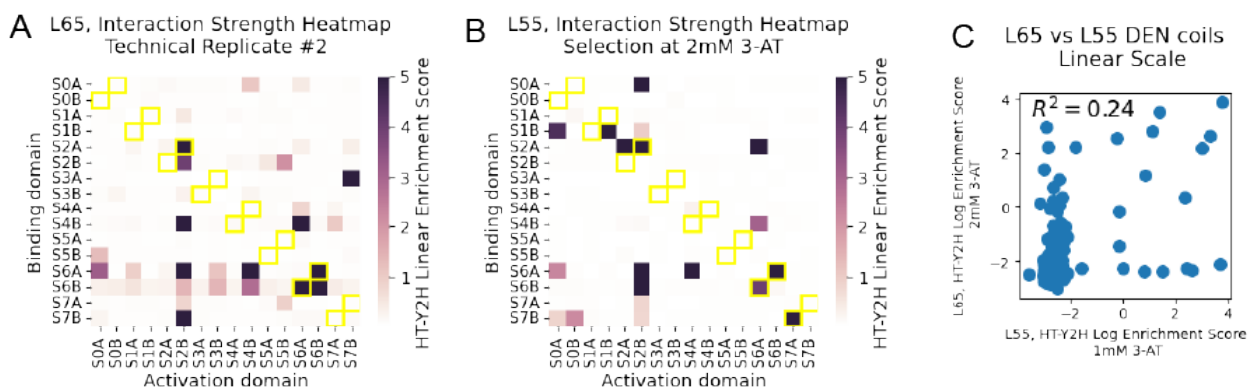 A
L65, Interaction Strength Heatmap
Technical Replicate #2
Binding domain
S0A
S0B
S1A
S1B
S2A
S2B
S3A
S3B
S4A
S4B
S5A
S5B
S6A
S6B
S7A
S7B
S0A
S0B
S1A
S1B
S2A
S2B
S3A
S3B
S4A
S4B
S5A
S5B
S6A
S6B
S7A
S7B
Activation domain
5
4
3
2
1
HT-Y2H Linear Enrichment Score
B
L55, Interaction Strength Heatmap
Selection at 2mM 3-AT
Binding domain
S0A
S0B
S1A
S1B
S2A
S2B
S3A
S3B
S4A
S4B
S5A
S5B
S6A
S6B
S7A
S7B
S0A
S0B
S1A
S1B
S2A
S2B
S3A
S3B
S4A
S4B
S5A
S5B
S6A
S6B
S7A
S7B
Activation domain
5
4
3
2
1
HT-Y2H Linear Enrichment Score
C
L65 vs L55 DEN coils
Linear Scale
R² = 0.24
L65, HT-Y2H Log Enrichment Score
2mM 3-AT
4
2
0
−2
−2
0
2
4
L55, HT-Y2H Log Enrichment Score
1mM 3-AT